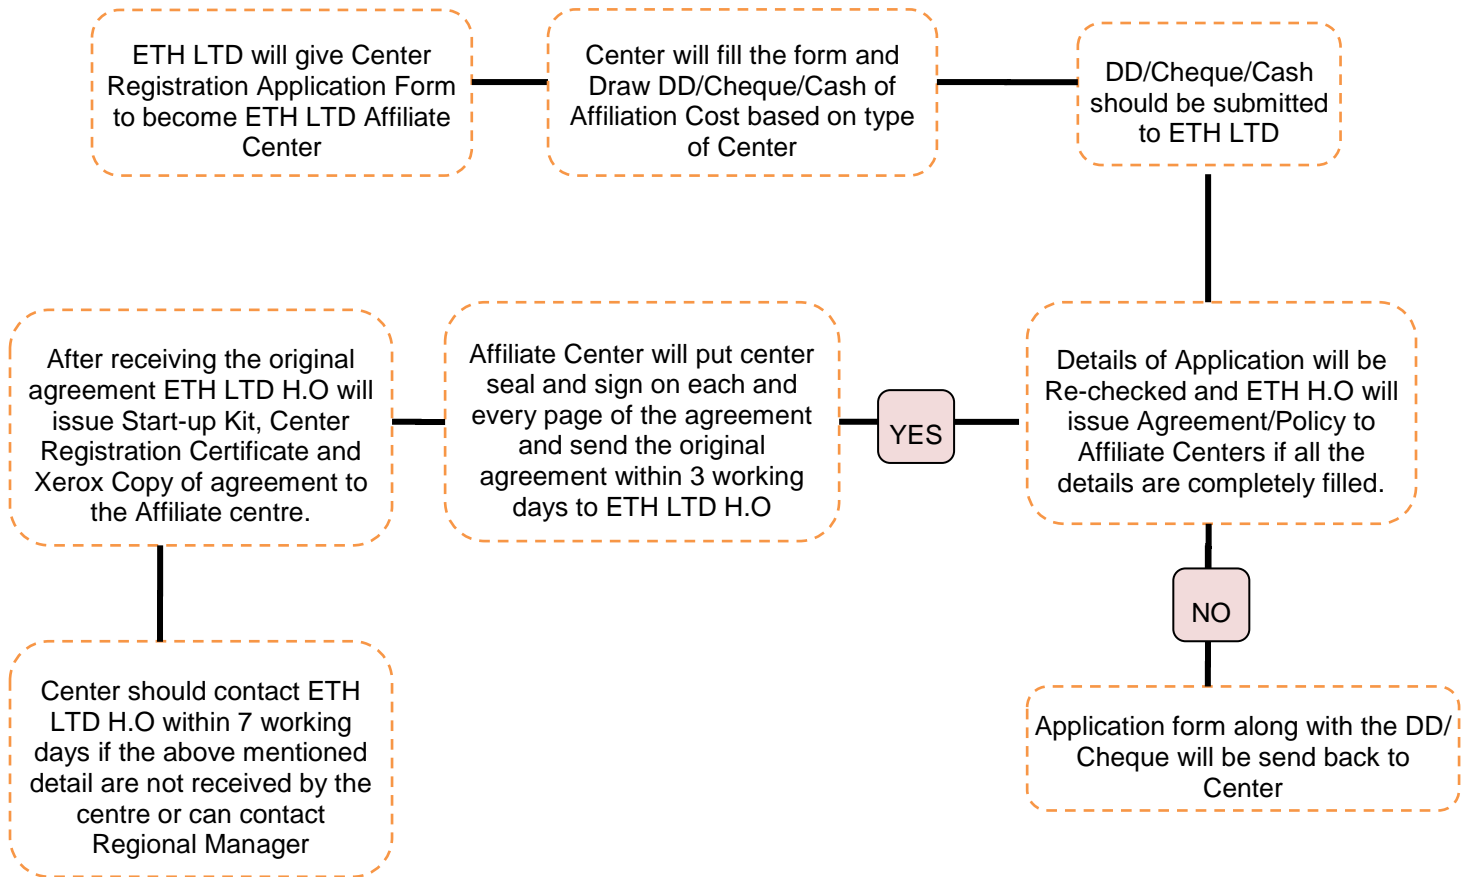 ETH LTD will give Center
Registration Application Form
to become ETH LTD Affiliate
Center
Center will fill the form and
Draw DD/Cheque/Cash of
Affiliation Cost based on type
of Center
DD/Cheque/Cash
should be submitted
to ETH LTD
Details of Application will be
Re-checked and ETH H.O will
issue Agreement/Policy to
Affiliate Centers if all the
details are completely filled.
YES
Affiliate Center will put center
seal and sign on each and
every page of the agreement
and send the original
agreement within 3 working
days to ETH LTD H.O
After receiving the original
agreement ETH LTD H.O will
issue Start-up Kit, Center
Registration Certificate and
Xerox Copy of agreement to
the Affiliate centre.
Center should contact ETH
LTD H.O within 7 working
days if the above mentioned
detail are not received by the
centre or can contact
Regional Manager
NO
Application form along with the DD/
Cheque will be send back to
Center